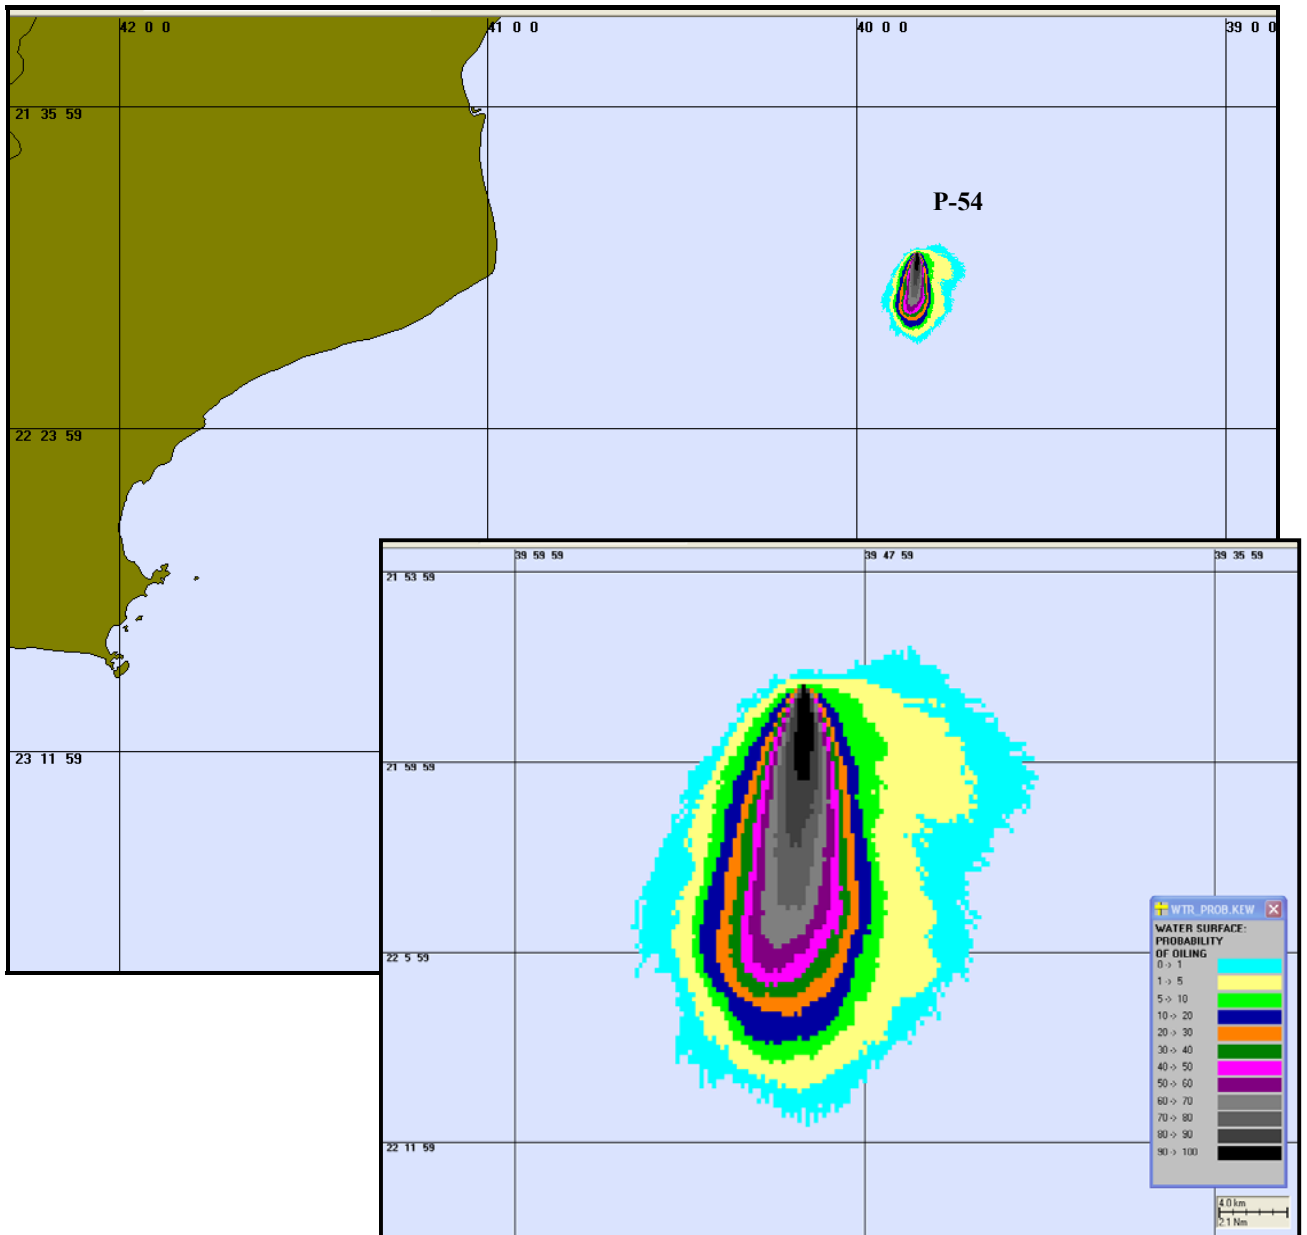 42 0 0
41 0 0
40 0 0
39 0 0
21 35 59
P-54
22 23 59
23 11 59
39 59 59
39 47 59
39 35 59
21 53 59
21 59 59
22 5 59
22 11 59
WTR_PROB.KEW
WATER SURFACE:
PROBABILITY
OF OILING
0-> 1
1-> 5
5-> 10
10-> 20
20-> 30
30-> 40
40-> 50
50-> 60
60-> 70
70-> 80
80-> 90
90-> 100
4.0 km
2.1 Nm